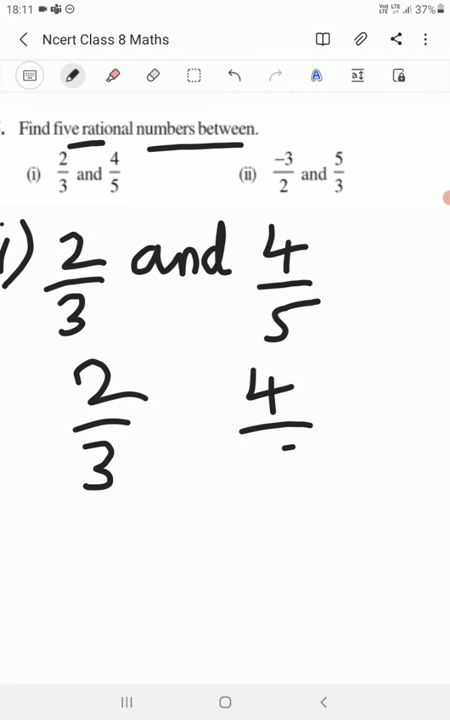 18:11 37%
Ncert Class 8 Maths
. Find five rational numbers between.
(i) 2/3 and 4/5 (ii) -3/2 and 5/3
i) 2/3 and 4/5
2/3 4/